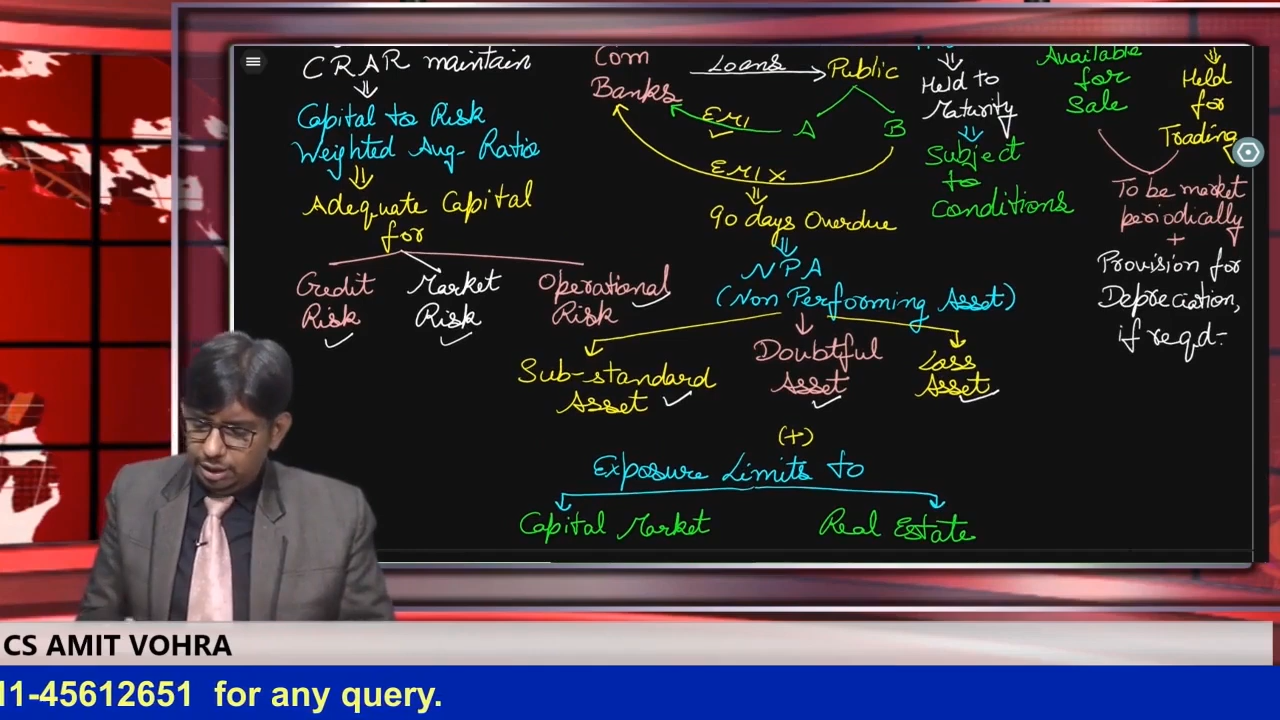 CRAR maintain
Capital to Risk
Weighted Avg- Ratio
Adequate Capital
for
Credit
Risk
Market
Risk
Operational
Risk
Com
Banks
Loans
Public
EMI
A
B
EMI X
90 days Overdue
NPA
(Non Performing Asset)
Sub-standard
Asset
Doubtful
Asset
Loss
Asset
(+)
Exposure Limits to
Capital Market
Real Estate
Held to
Maturity
Subject
to
Conditions
Available
for
Sale
Held
for
Trading
To be market
periodically
+
Provision for
Depreciation,
if reqd-
CS AMIT VOHRA
11-45612651 for any query.